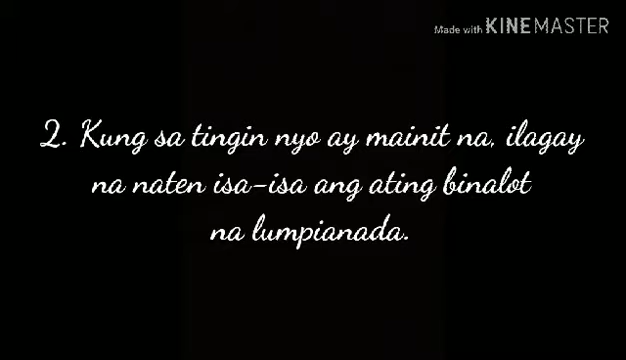 Made with KINEMASTER
2. Kung sa tingin nyo ay mainit na, ilagay
na naten isa-isa ang ating binalot
na lumpianada.